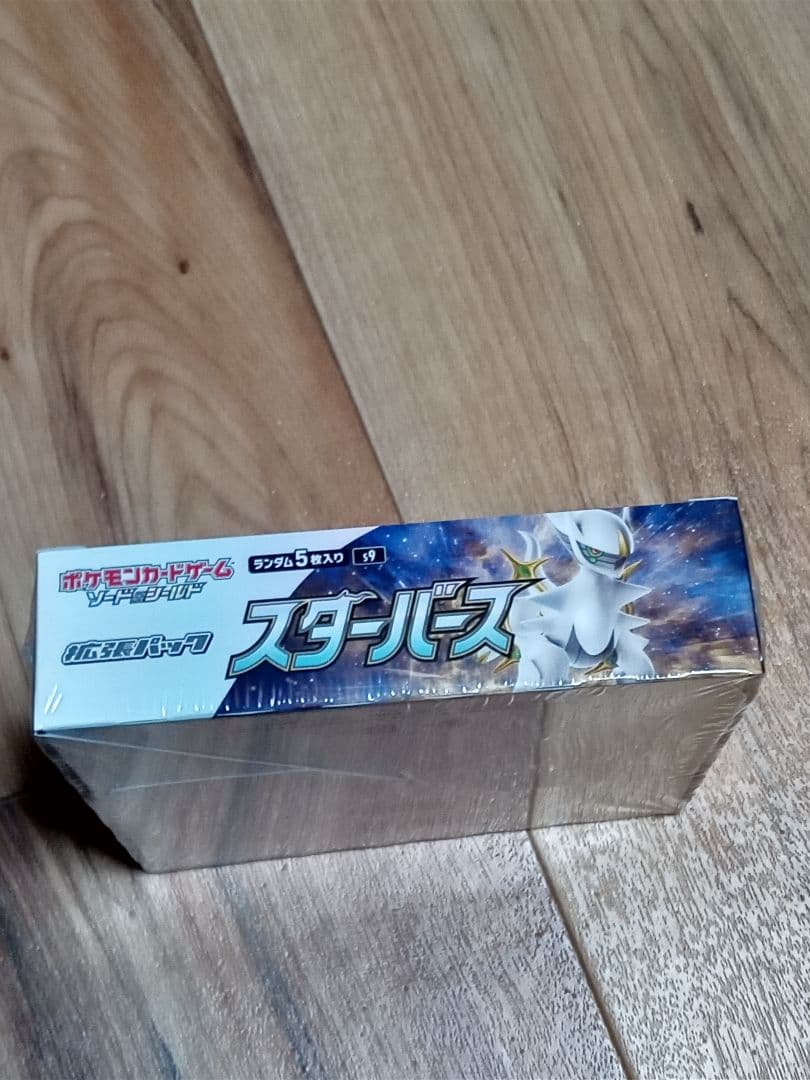 ポケモンカードゲーム
ソード&シールド
拡張パック
ランダム5枚入り s9
スターバース